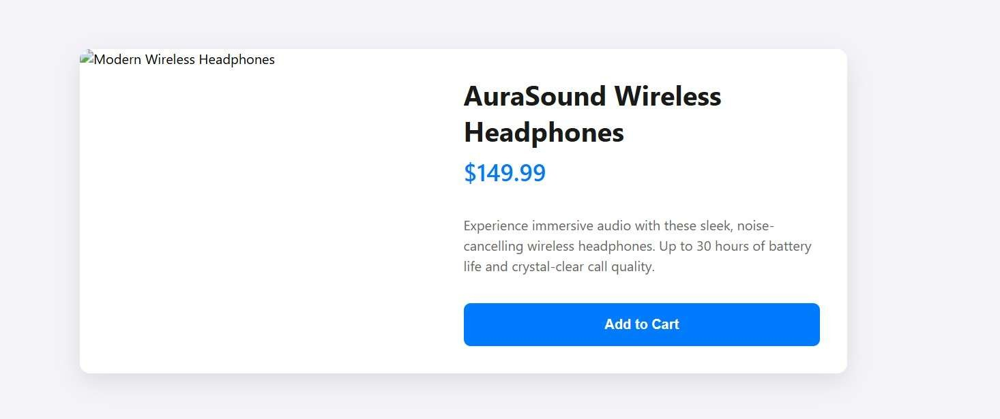 Modern Wireless Headphones
AuraSound Wireless
Headphones
$149.99
Experience immersive audio with these sleek, noise-
cancelling wireless headphones. Up to 30 hours of battery
life and crystal-clear call quality.
Add to Cart